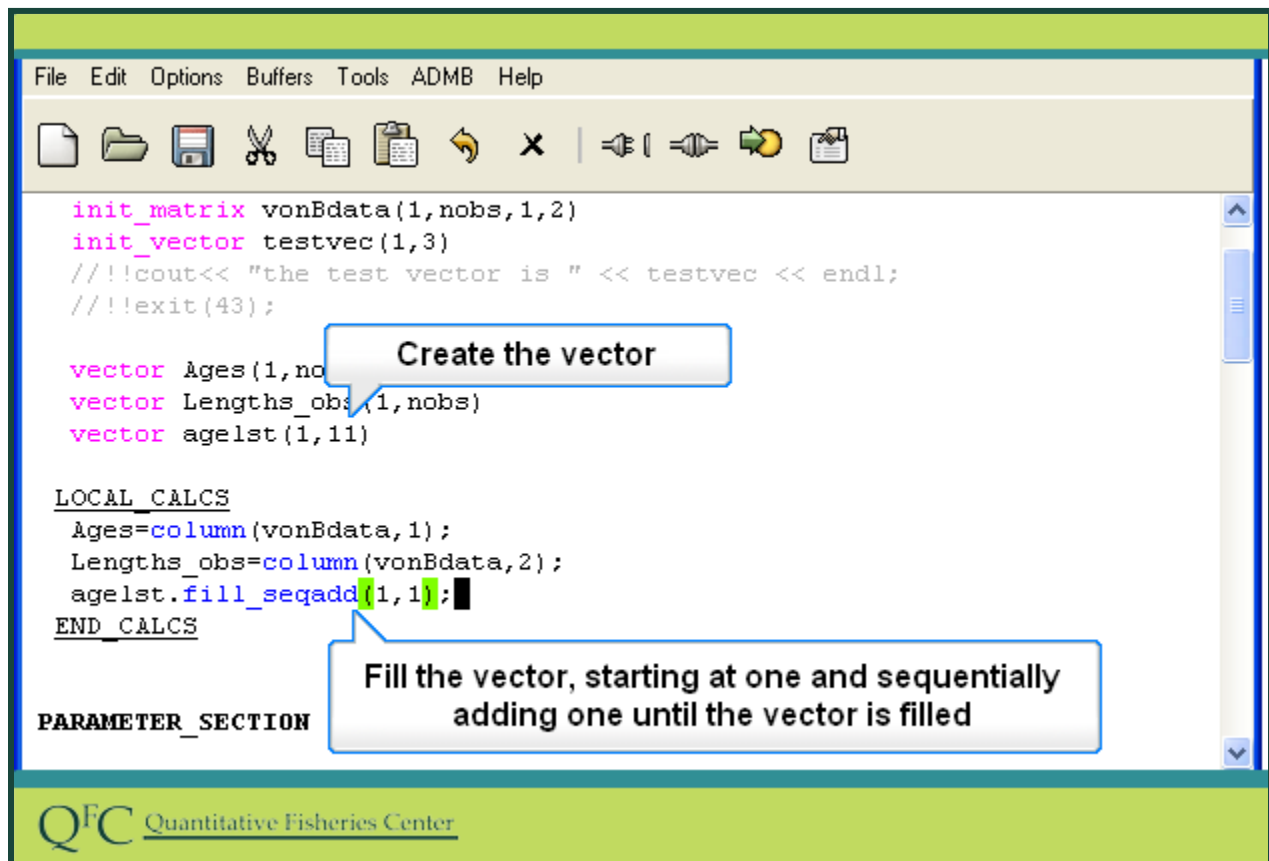 File Edit Options Buffers Tools ADMB Help
init_matrix vonBdata(1,nobs,1,2)
init_vector testvec(1,3)
//!!cout<< "the test vector is " << testvec << endl;
//!!exit(43);
Create the vector
vector Ages(1,no
vector Lengths_obs(1,nobs)
vector agelst(1,11)
LOCAL_CALCS
Ages=column(vonBdata,1);
Lengths_obs=column(vonBdata,2);
agelst.fill_seqadd(1,1);
END_CALCS
Fill the vector, starting at one and sequentially
adding one until the vector is filled
PARAMETER_SECTION
QFC Quantitative Fisheries Center